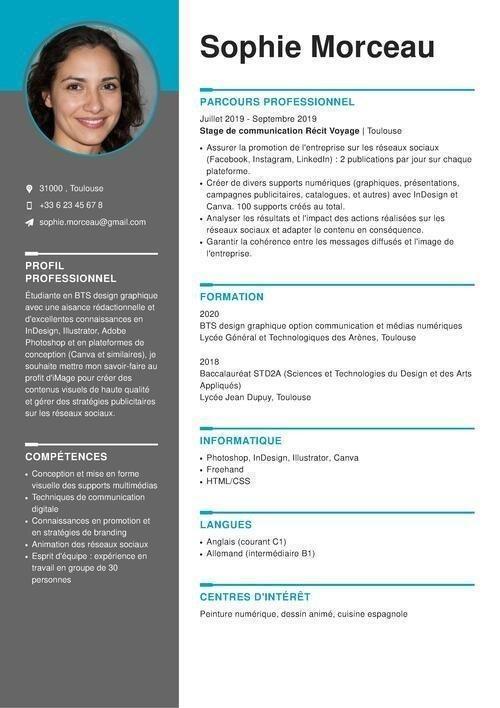 Sophie Morceau
31000 , Toulouse
+33 6 23 45 67 8
sophie.morceau@gmail.com
PROFIL
PROFESSIONNEL
Étudiante en BTS design graphique
avec une aisance rédactionnelle et
d'excellentes connaissances en
InDesign, Illustrator, Adobe
Photoshop et en plateformes de
conception (Canva et similaires), je
souhaite mettre mon savoir-faire au
profit d'iMage pour créer des
contenus visuels de haute qualité
et gérer des stratégies publicitaires
sur les réseaux sociaux.
COMPÉTENCES
• Conception et mise en forme
visuelle des supports multimédias
• Techniques de communication
digitale
• Connaissances en promotion et
en stratégies de branding
• Animation des réseaux sociaux
• Esprit d'équipe : expérience en
travail en groupe de 30
personnes
PARCOURS PROFESSIONNEL
Juillet 2019 - Septembre 2019
Stage de communication Récit Voyage | Toulouse
• Assurer la promotion de l'entreprise sur les réseaux sociaux
(Facebook, Instagram, LinkedIn) : 2 publications par jour sur chaque
plateforme.
• Créer de divers supports numériques (graphiques, présentations,
campagnes publicitaires, catalogues, et autres) avec InDesign et
Canva. 100 supports créés au total.
• Analyser les résultats et l'impact des actions réalisées sur les
réseaux sociaux et adapter le contenu en conséquence.
• Garantir la cohérence entre les messages diffusés et l'image de
l'entreprise.
FORMATION
2020
BTS design graphique option communication et médias numériques
Lycée Général et Technologiques des Arènes, Toulouse
2018
Baccalauréat STD2A (Sciences et Technologies du Design et des Arts
Appliqués)
Lycée Jean Dupuy, Toulouse
INFORMATIQUE
• Photoshop, InDesign, Illustrator, Canva
• Freehand
• HTML/CSS
LANGUES
• Anglais (courant C1)
• Allemand (intermédiaire B1)
CENTRES D'INTÉRÊT
Peinture numérique, dessin animé, cuisine espagnole